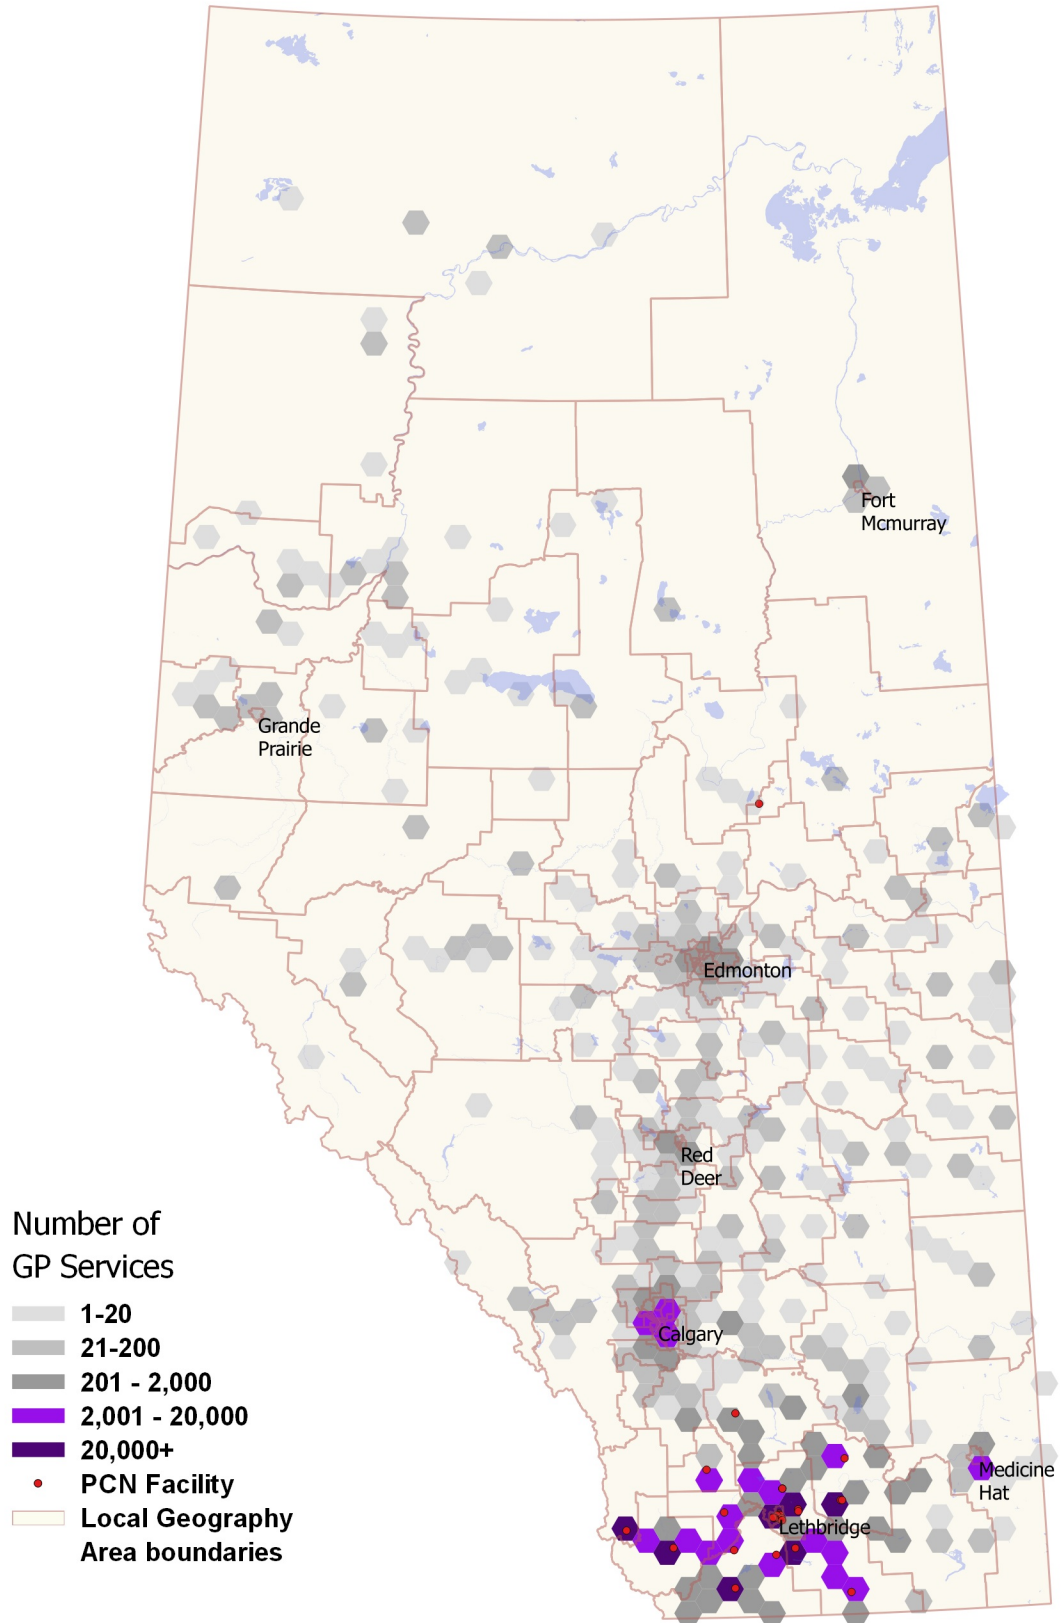 Fort
Mcmurray
Grande
Prairie
Edmonton
Red
Deer
Calgary
Medicine
Hat
Lethbridge
Number of
GP Services
1-20
21-200
201 - 2,000
2,001 - 20,000
20,000+
PCN Facility
Local Geography
Area boundaries